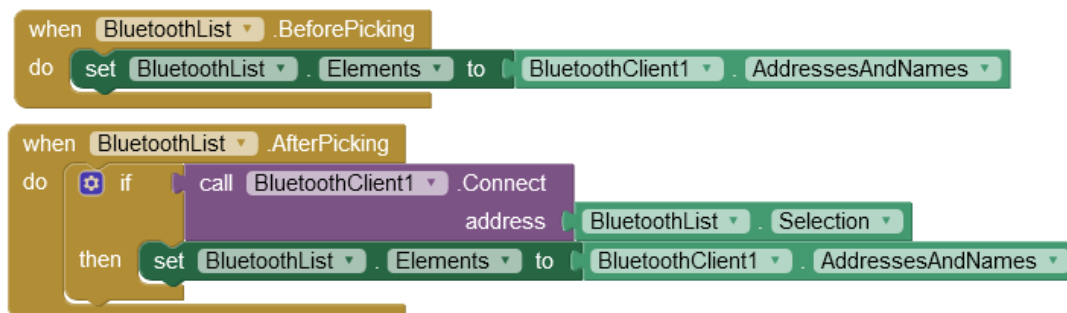 when BluetoothList .BeforePicking
do set BluetoothList . Elements to BluetoothClient1 . AddressesAndNames
when BluetoothList .AfterPicking
do if call BluetoothClient1 .Connect
address BluetoothList . Selection
then set BluetoothList . Elements to BluetoothClient1 . AddressesAndNames